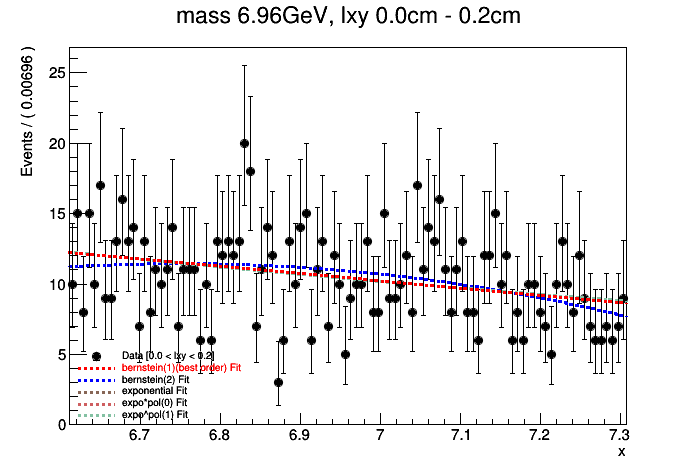 mass 6.96GeV, lxy 0.0cm - 0.2cm
Events / ( 0.00696 )
25
20
15
10
5
0
Data [0.0 < lxy < 0.2]
bernstein(1)(best order) Fit
bernstein(2) Fit
exponential Fit
expo*pol(0) Fit
expo*pol(1) Fit
6.7 6.8 6.9 7 7.1 7.2 7.3
x